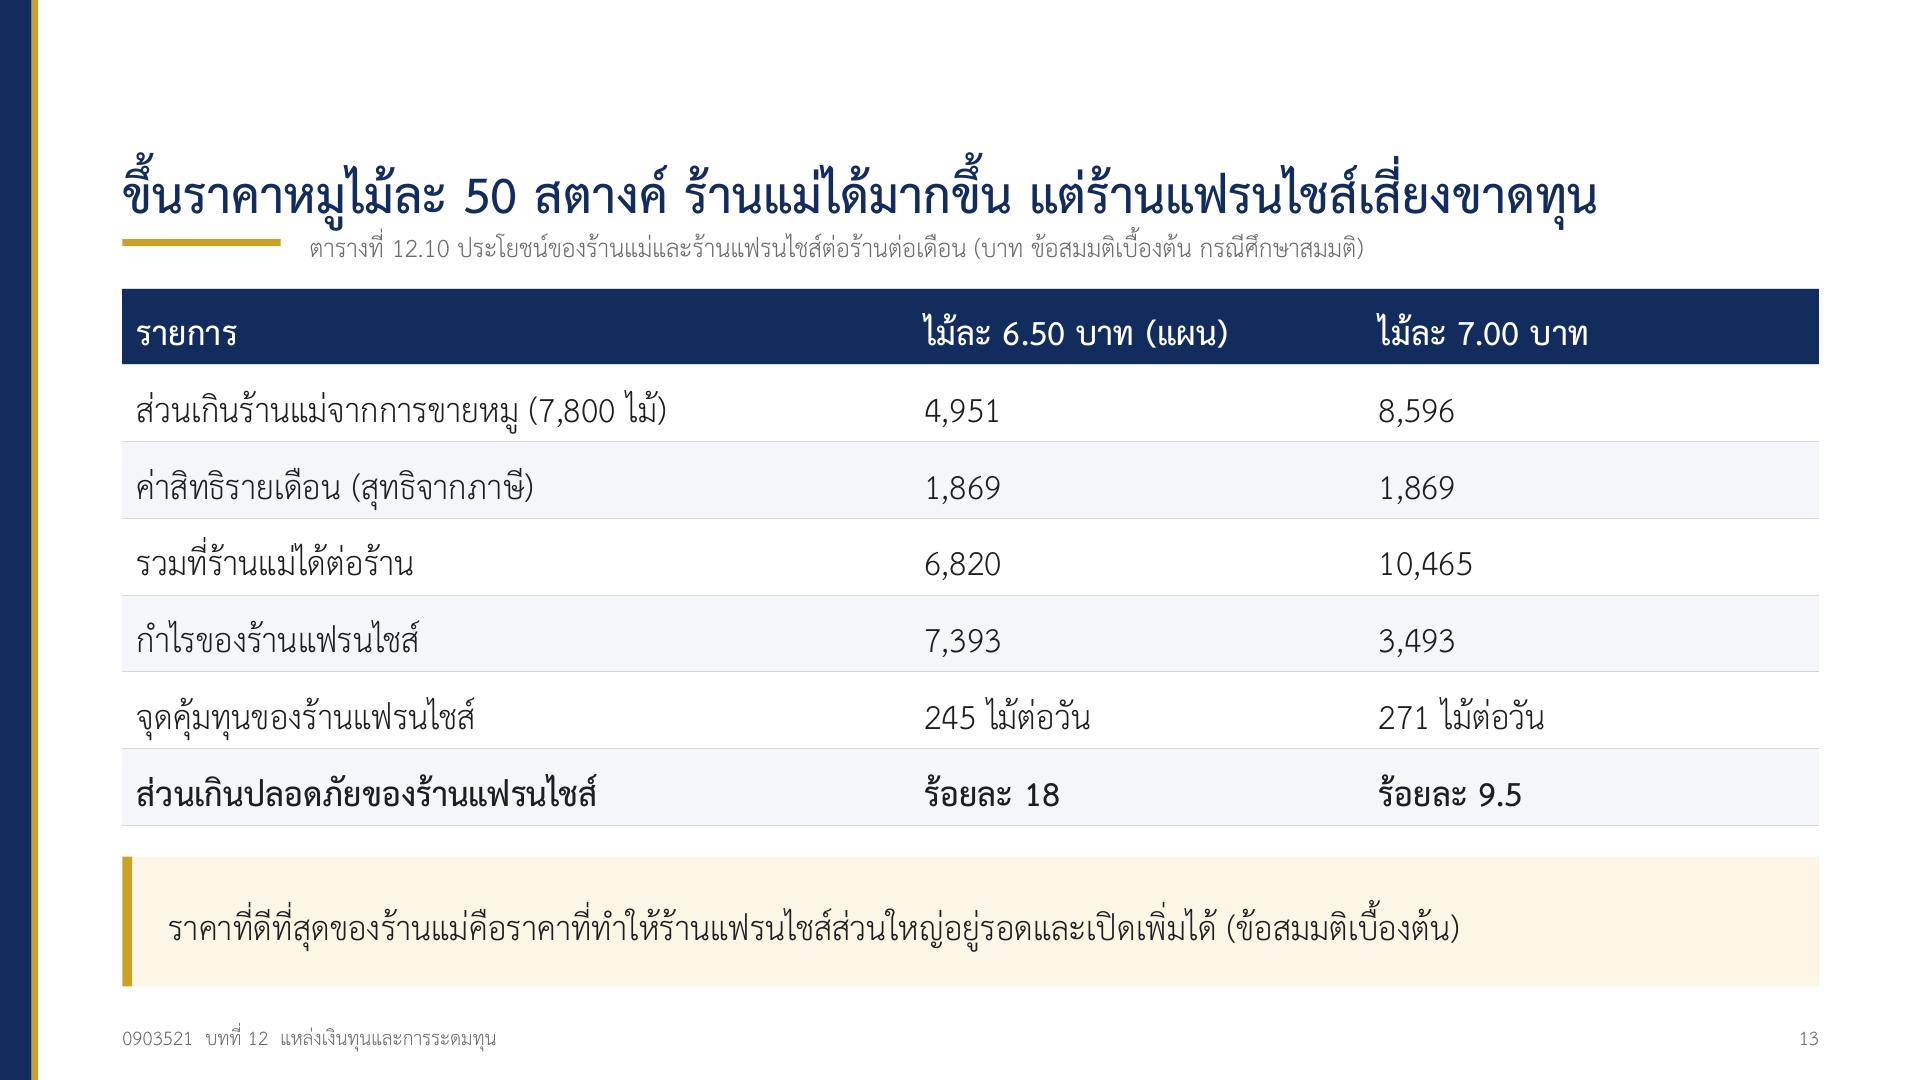 ขึ้นราคาหมูไม้ละ 50 สตางค์ ร้านแม่ได้มากขึ้น แต่ร้านแฟรนไชส์เสี่ยงขาดทุน
ตารางที่ 12.10 ประโยชน์ของร้านแม่และร้านแฟรนไชส์ต่อร้านต่อเดือน (บาท ข้อสมมติเบื้องต้น กรณีศึกษาสมมติ)
รายการ ไม้ละ 6.50 บาท (แผน) ไม้ละ 7.00 บาท
ส่วนเกินร้านแม่จากการขายหมู (7,800 ไม้) 4,951 8,596
ค่าสิทธิรายเดือน (สุทธิจากภาษี) 1,869 1,869
รวมที่ร้านแม่ได้ต่อร้าน 6,820 10,465
กำไรของร้านแฟรนไชส์ 7,393 3,493
จุดคุ้มทุนของร้านแฟรนไชส์ 245 ไม้ต่อวัน 271 ไม้ต่อวัน
ส่วนเกินปลอดภัยของร้านแฟรนไชส์ ร้อยละ 18 ร้อยละ 9.5
ราคาที่ดีที่สุดของร้านแม่คือราคาที่ทำให้ร้านแฟรนไชส์ส่วนใหญ่อยู่รอดและเปิดเพิ่มได้ (ข้อสมมติเบื้องต้น)
0903521 บทที่ 12 แหล่งเงินทุนและการระดมทุน 13